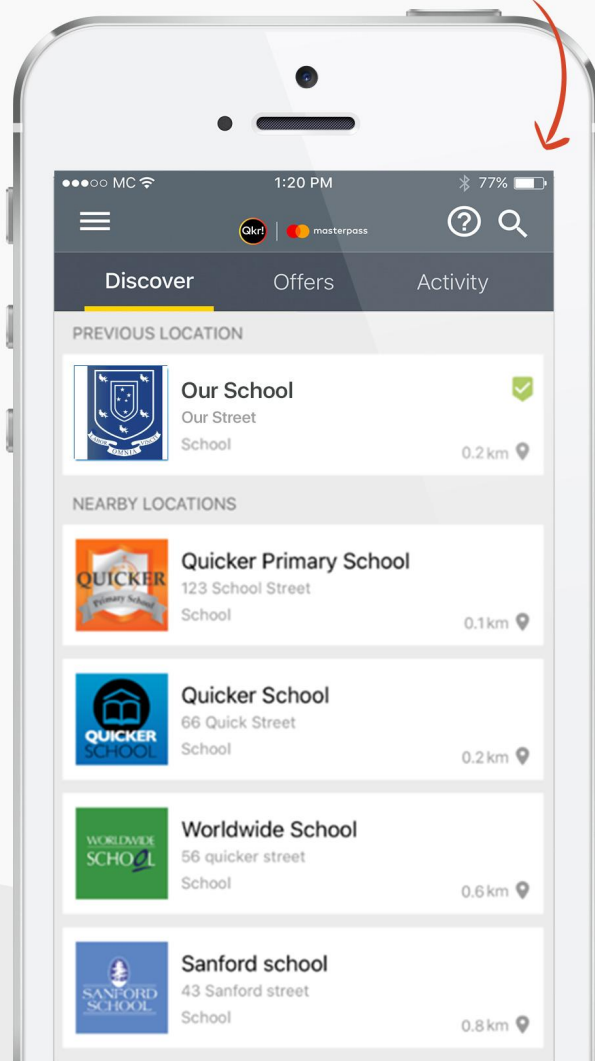 MC 1:20 PM 77%
Qkr! masterpass
Discover Offers Activity
PREVIOUS LOCATION
Our School
Our Street
School
0.2 km
LABOR OMNIA VINCIT
NEARBY LOCATIONS
QUICKER
Primary School
Quicker Primary School
123 School Street
School
0.1 km
QUICKER
SCHOOL
Quicker School
66 Quick Street
School
0.2 km
WORLDWIDE
SCHOOL
Worldwide School
56 quicker street
School
0.6 km
SANFORD
SCHOOL
Sanford school
43 Sanford street
School
0.8 km